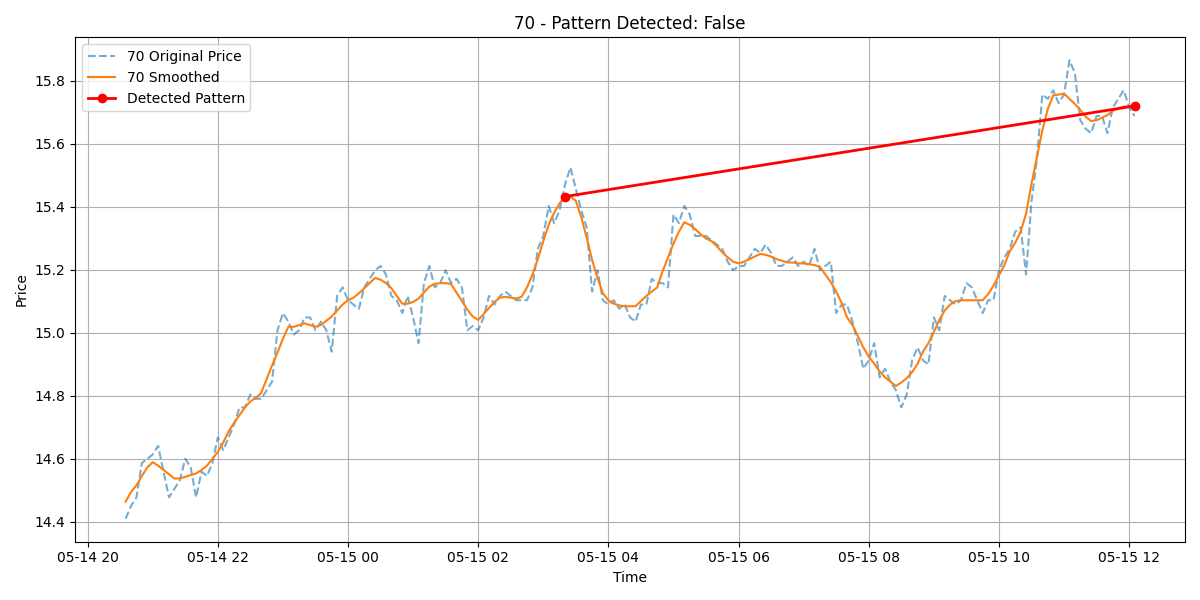 70 - Pattern Detected: False
70 Original Price
70 Smoothed
Detected Pattern
Price
15.8
15.6
15.4
15.2
15.0
14.8
14.6
14.4
05-14 20 05-14 22 05-15 00 05-15 02 05-15 04 05-15 06 05-15 08 05-15 10 05-15 12
Time